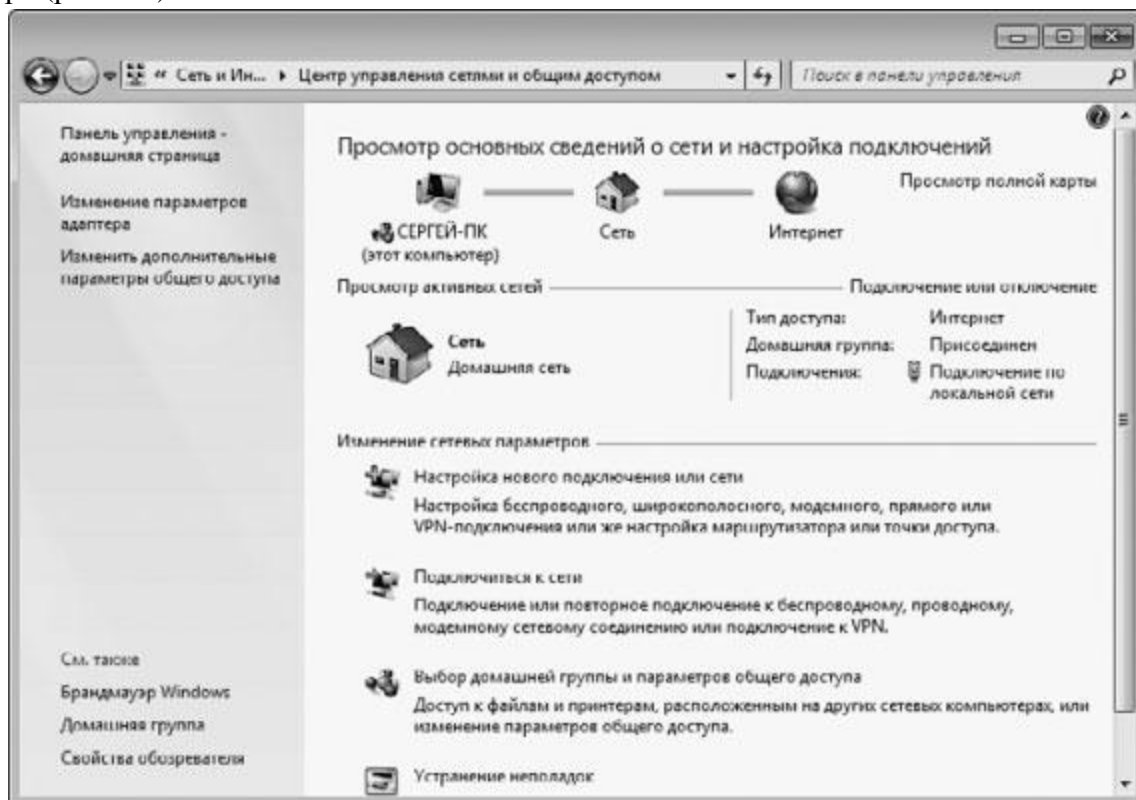 « Сеть и Ин... ▸ Центр управления сетями и общим доступом
Поиск в панели управления
Панель управления -
домашняя страница
Изменение параметров
адаптера
Изменить дополнительные
параметры общего доступа
См. также
Брандмауэр Windows
Домашняя группа
Свойства обозревателя
Просмотр основных сведений о сети и настройка подключений
Просмотр полной карты
СЕРГЕЙ-ПК
(этот компьютер)
Сеть
Интернет
Просмотр активных сетей
Подключение или отключение
Сеть
Домашняя сеть
Тип доступа: Интернет
Домашняя группа: Присоединен
Подключения: Подключение по
локальной сети
Изменение сетевых параметров
Настройка нового подключения или сети
Настройка беспроводного, широкополосного, модемного, прямого или
VPN-подключения или же настройка маршрутизатора или точки доступа.
Подключиться к сети
Подключение или повторное подключение к беспроводному, проводному,
модемному сетевому соединению или подключение к VPN.
Выбор домашней группы и параметров общего доступа
Доступ к файлам и принтерам, расположенным на других сетевых компьютерах, или
изменение параметров общего доступа.
Устранение неполадок